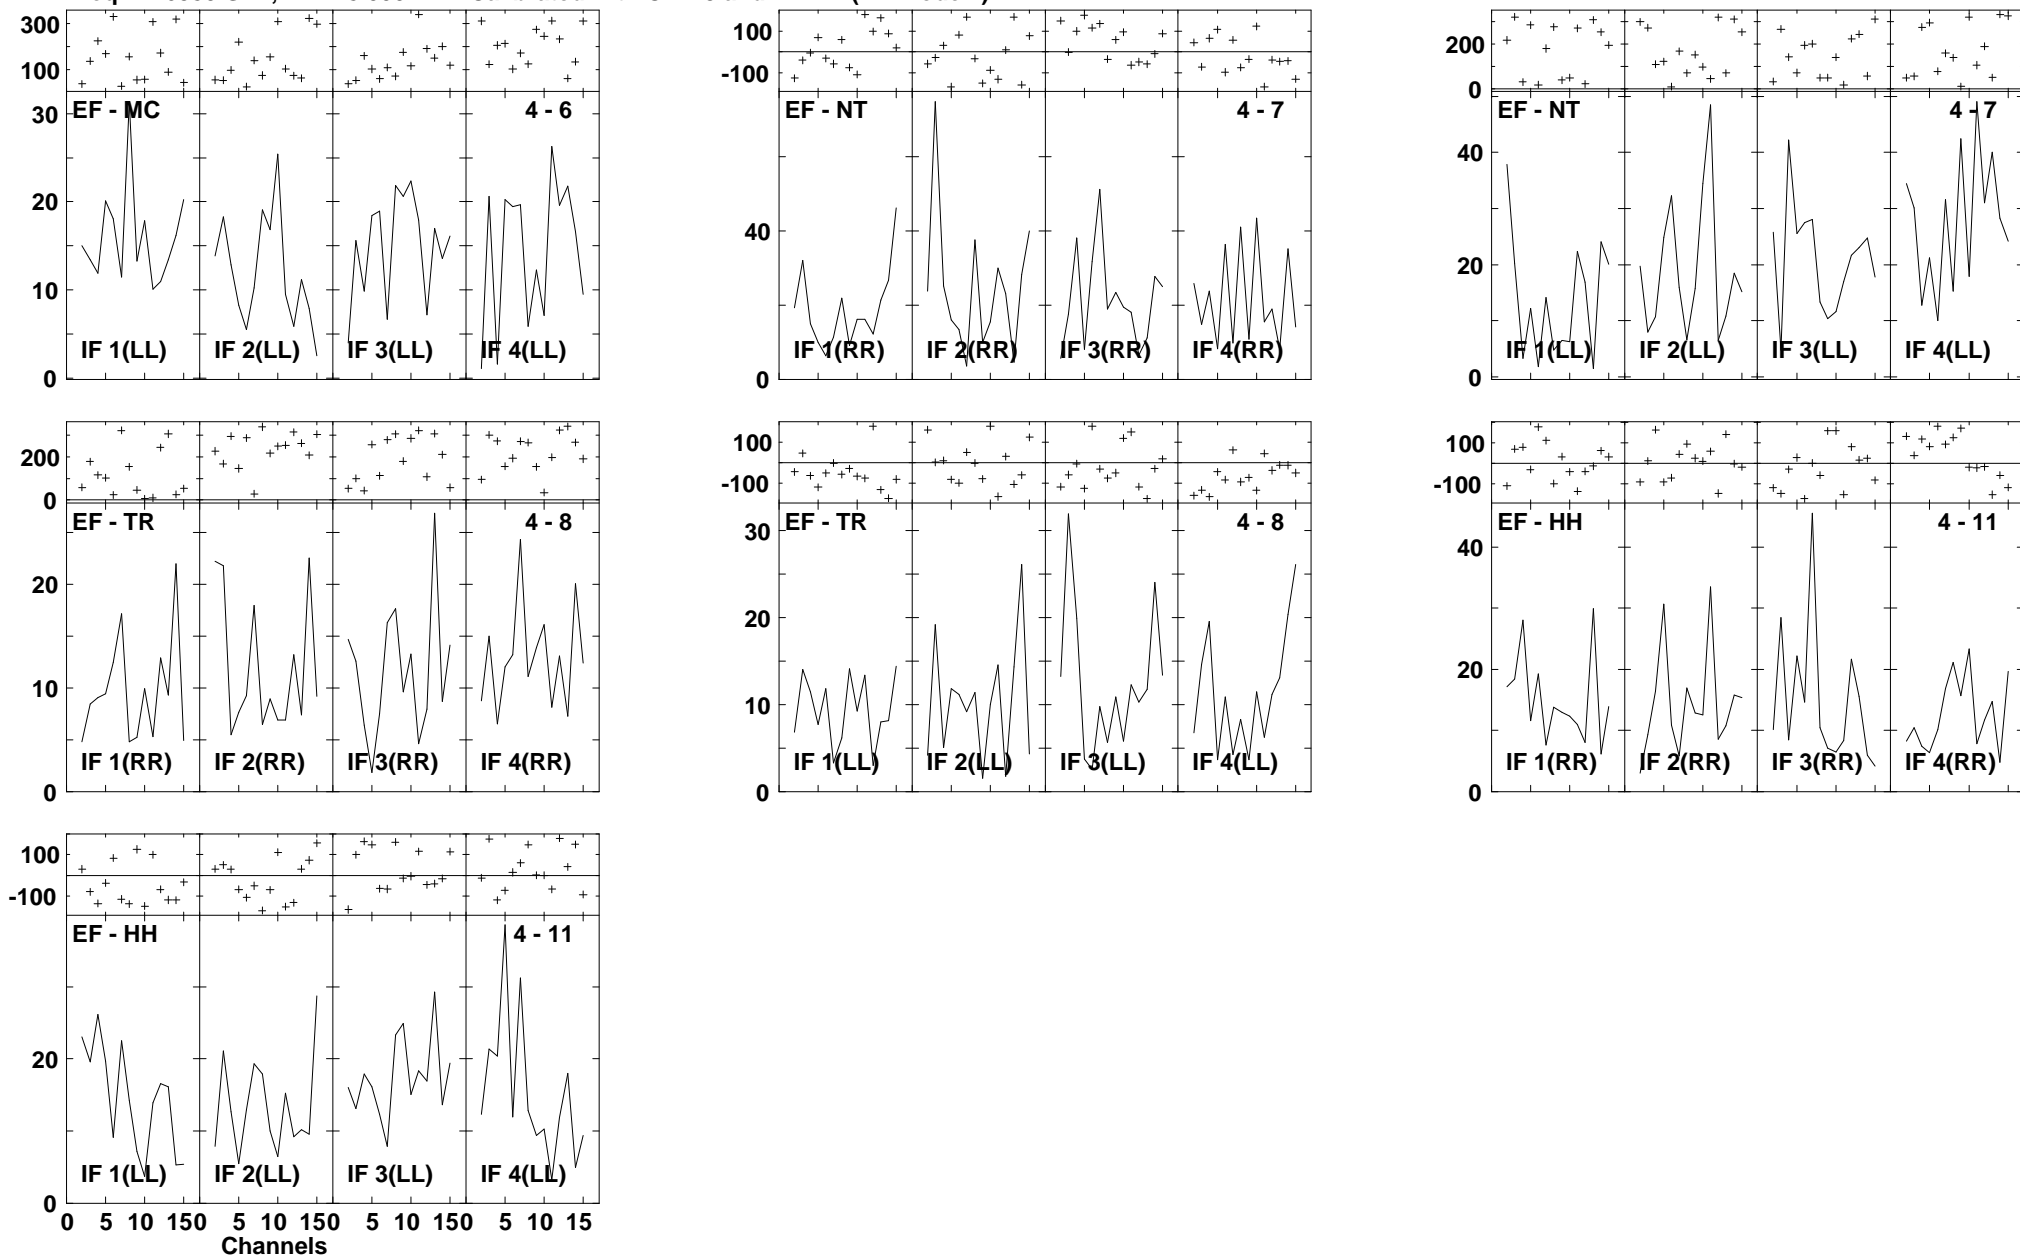 300
100
EF - MC
4 - 6
30
20
10
0
IF 1(LL) IF 2(LL) IF 3(LL) IF 4(LL)
100
-100
EF - NT
4 - 7
40
0
IF 1(RR) IF 2(RR) IF 3(RR) IF 4(RR)
200
0
EF - NT
4 - 7
40
20
0
IF 1(LL) IF 2(LL) IF 3(LL) IF 4(LL)
200
0
EF - TR
4 - 8
20
10
0
IF 1(RR) IF 2(RR) IF 3(RR) IF 4(RR)
100
-100
EF - TR
4 - 8
30
20
10
0
IF 1(LL) IF 2(LL) IF 3(LL) IF 4(LL)
100
-100
EF - HH
4 - 11
40
20
0
IF 1(RR) IF 2(RR) IF 3(RR) IF 4(RR)
100
-100
EF - HH
4 - 11
20
0
IF 1(LL) IF 2(LL) IF 3(LL) IF 4(LL)
0 5 10 150 5 10 150 5 10 150 5 10 15
Channels